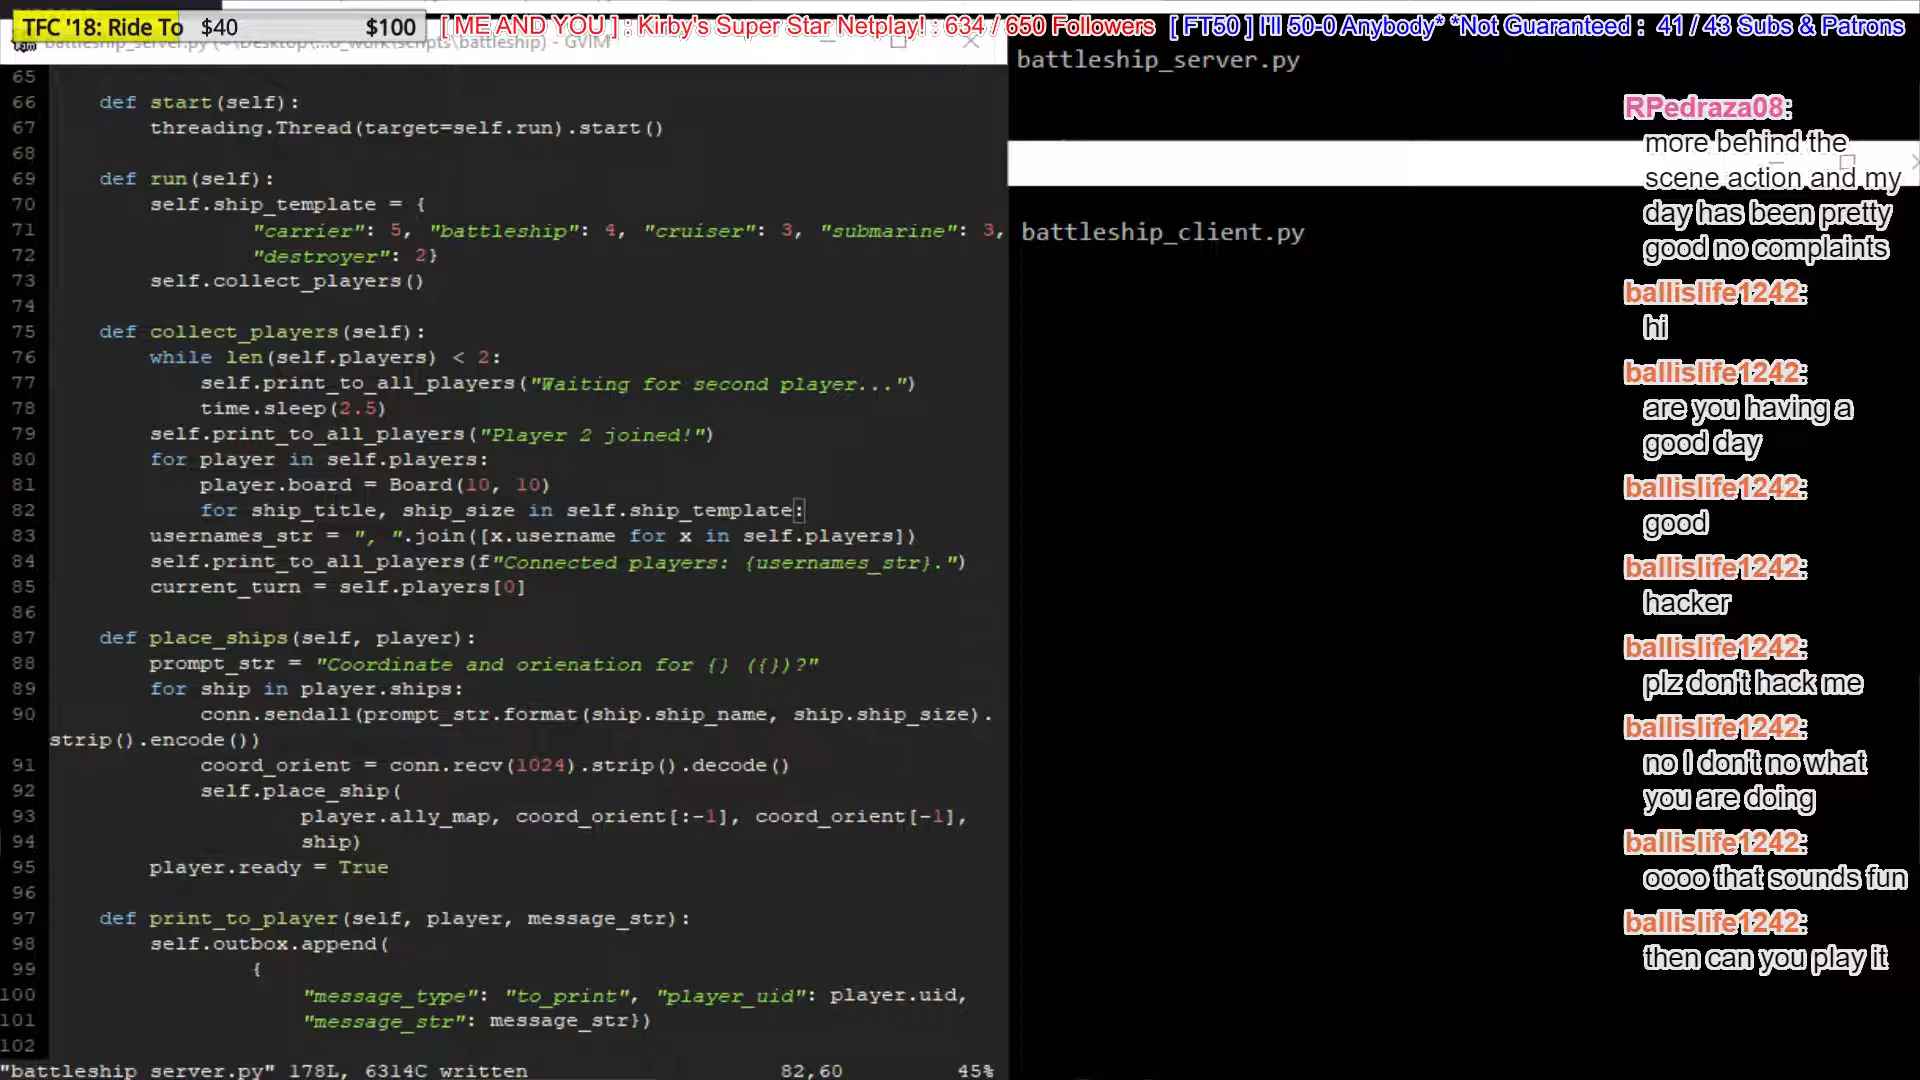 TFC '18: Ride To $40 $100 [ ME AND YOU ] : Kirby's Super Star Netplay! : 634 / 650 Followers [ FT50 ] I'll 50-0 Anybody* *Not Guaranteed : 41 / 43 Subs & Patrons
battleship_server.py (~\Desktop\...o_work\scripts\battleship) - GVIM
65
66 def start(self):
67 threading.Thread(target=self.run).start()
68
69 def run(self):
70 self.ship_template = {
71 "carrier": 5, "battleship": 4, "cruiser": 3, "submarine": 3,
72 "destroyer": 2}
73 self.collect_players()
74
75 def collect_players(self):
76 while len(self.players) < 2:
77 self.print_to_all_players("Waiting for second player...")
78 time.sleep(2.5)
79 self.print_to_all_players("Player 2 joined!")
80 for player in self.players:
81 player.board = Board(10, 10)
82 for ship_title, ship_size in self.ship_template:
83 usernames_str = ", ".join([x.username for x in self.players])
84 self.print_to_all_players(f"Connected players: {usernames_str}.")
85 current_turn = self.players[0]
86
87 def place_ships(self, player):
88 prompt_str = "Coordinate and orienation for {} ({})?"
89 for ship in player.ships:
90 conn.sendall(prompt_str.format(ship.ship_name, ship.ship_size).
strip().encode())
91 coord_orient = conn.recv(1024).strip().decode()
92 self.place_ship(
93 player.ally_map, coord_orient[:-1], coord_orient[-1],
94 ship)
95 player.ready = True
96
97 def print_to_player(self, player, message_str):
98 self.outbox.append(
99 {
100 "message_type": "to_print", "player_uid": player.uid,
101 "message_str": message_str})
102
"battleship_server.py" 178L, 6314C written 82,60 45%
battleship_server.py
battleship_client.py
RPedraza08:
more behind the
scene action and my
day has been pretty
good no complaints
ballislife1242:
hi
ballislife1242:
are you having a
good day
ballislife1242:
good
ballislife1242:
hacker
ballislife1242:
plz don't hack me
ballislife1242:
no I don't no what
you are doing
ballislife1242:
oooo that sounds fun
ballislife1242:
then can you play it